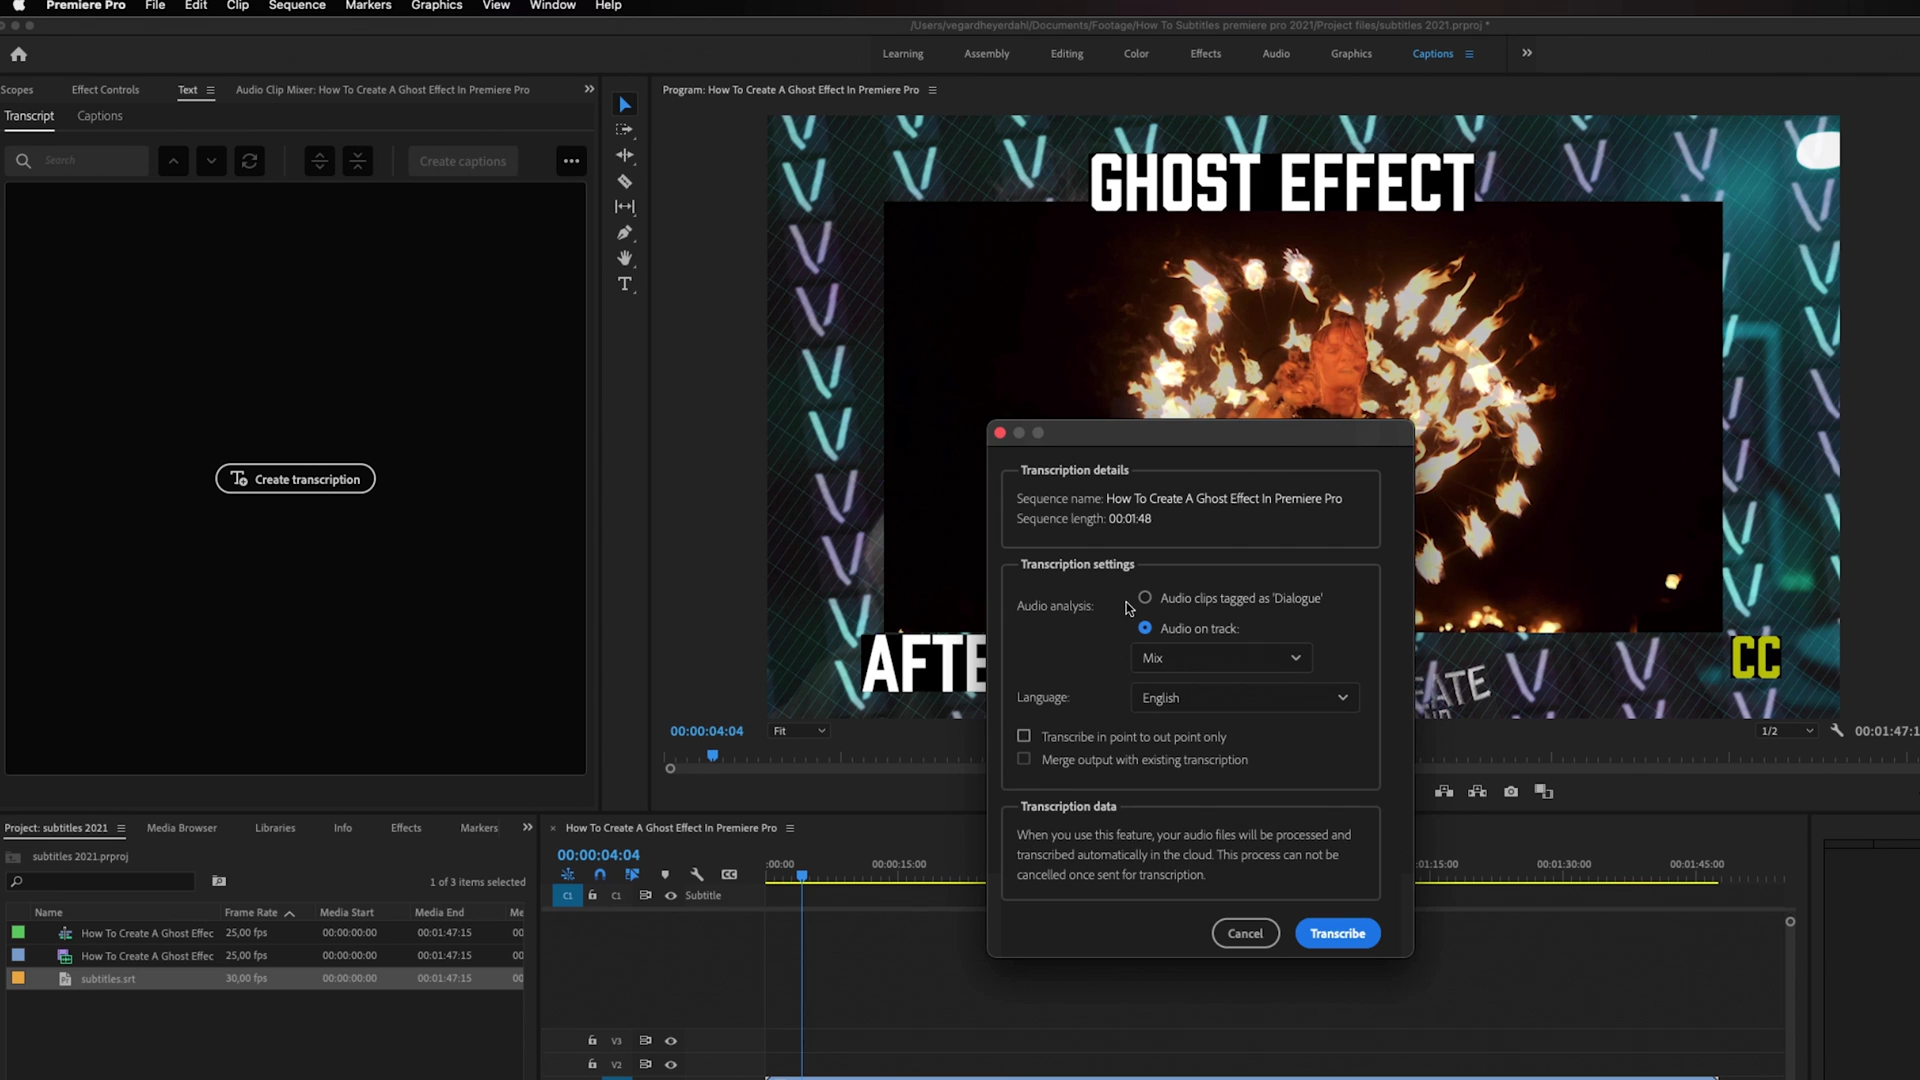 Premiere Pro File Edit Clip Sequence Markers Graphics View Window Help
/Users/vegardheyerdahl/Documents/Footage/How To Subtitles premiere pro 2021/Project files/subtitles 2021.prproj *
Learning Assembly Editing Color Effects Audio Graphics Captions
Scopes Effect Controls Text Audio Clip Mixer: How To Create A Ghost Effect In Premiere Pro
Program: How To Create A Ghost Effect In Premiere Pro
Transcript Captions
Search Create captions
GHOST EFFECT
Create transcription
Transcription details
Sequence name: How To Create A Ghost Effect In Premiere Pro
Sequence length: 00:01:48
Transcription settings
Audio analysis: Audio clips tagged as 'Dialogue'
Audio on track:
Mix
Language: English
Transcribe in point to out point only
Merge output with existing transcription
Transcription data
When you use this feature, your audio files will be processed and
transcribed automatically in the cloud. This process can not be
cancelled once sent for transcription.
Cancel Transcribe
AFTE
CC
00:00:04:04 Fit 1/2 00:01:47:1
Project: subtitles 2021 Media Browser Libraries Info Effects Markers
subtitles 2021.prproj
1 of 3 items selected
Name Frame Rate Media Start Media End Me
How To Create A Ghost Effec 25,00 fps 00:00:00:00 00:01:47:15 00
How To Create A Ghost Effec 25,00 fps 00:00:00:00 00:01:47:15 00
subtitles.srt 30,00 fps 00:00:00:00 00:01:47:15 00
× How To Create A Ghost Effect In Premiere Pro
00:00:04:04
:00:00 00:00:15:00 :01:15:00 00:01:30:00 00:01:45:00
CC
C1 C1 Subtitle
V3
V2